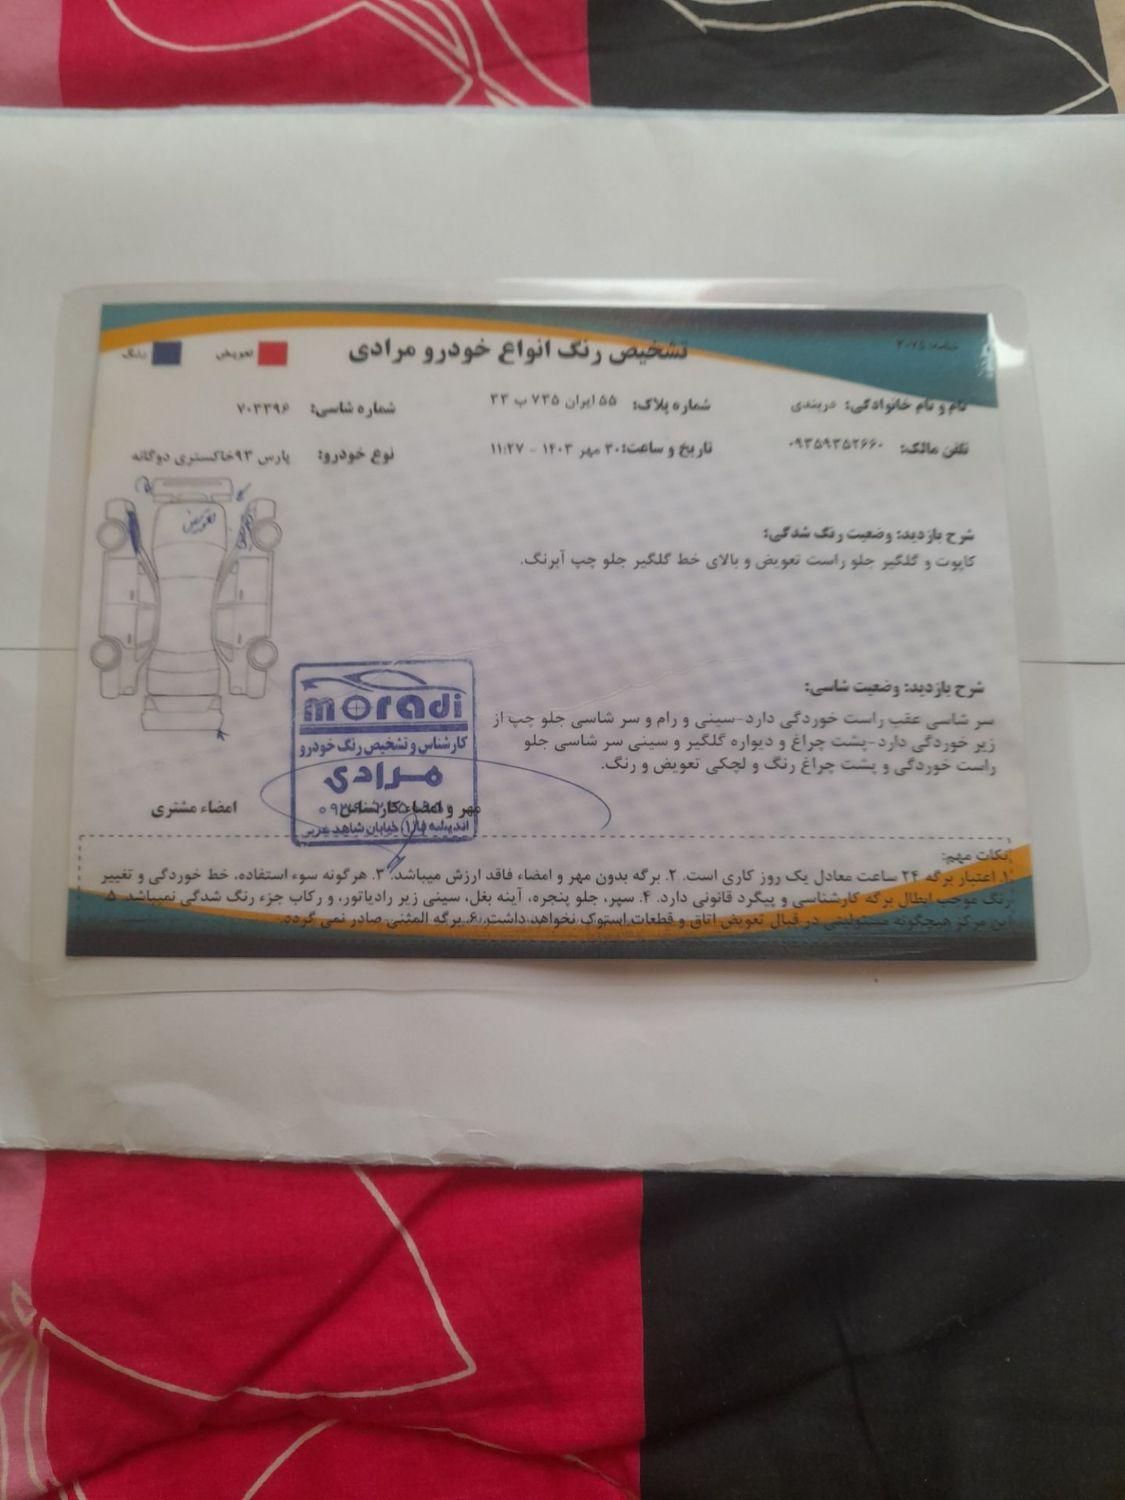 شماره: ۲۰۷۵
تشخیص رنگ انواع خودرو مرادی
تعویض
رنگ
نام و نام خانوادگی: دربندی
شماره پلاک: ۵۵ ایران ۷۳۵ ب ۳۳
شماره شاسی: ۷۰۳۳۹۶
تلفن مالک: ۰۹۳۵۹۳۵۲۶۶۰
تاریخ و ساعت: ۳۰ مهر ۱۴۰۳ - ۱۱:۲۷
نوع خودرو: پارس ۹۳خاکستری دوگانه
تعویض
شرح بازدید: وضعیت رنگ شدگی:
کاپوت و گلگیر جلو راست تعویض و بالای خط گلگیر جلو چپ آبرنگ.
شرح بازدید: وضعیت شاسی:
سر شاسی عقب راست خوردگی دارد-سینی و رام و سر شاسی جلو چپ از
زیر خوردگی دارد-پشت چراغ و دیواره گلگیر و سینی سر شاسی جلو
راست خوردگی و پشت چراغ رنگ و لچکی تعویض و رنگ.
moradi
کارشناس و تشخیص رنگ خودرو
مرادی
مهر و امضاء کارشناس
امضاء مشتری
اندیشه فاز۱ خیابان شاهد غربی
نکات مهم:
۱. اعتبار برگه ۲۴ ساعت معادل یک روز کاری است. ۲. برگه بدون مهر و امضاء فاقد ارزش میباشد. ۳. هرگونه سوء استفاده، خط خوردگی و تغییر
رنگ موجب ابطال برگه کارشناسی و پیگرد قانونی دارد. ۴. سپر، جلو پنجره، آینه بغل، سینی زیر رادیاتور، و رکاب جزء رنگ شدگی نمیباشد. ۵.
این مرکز هیچگونه مسئولیتی در قبال تعویض اتاق و قطعات استوک نخواهد داشت. ۶. برگه المثنی صادر نمی گردد.